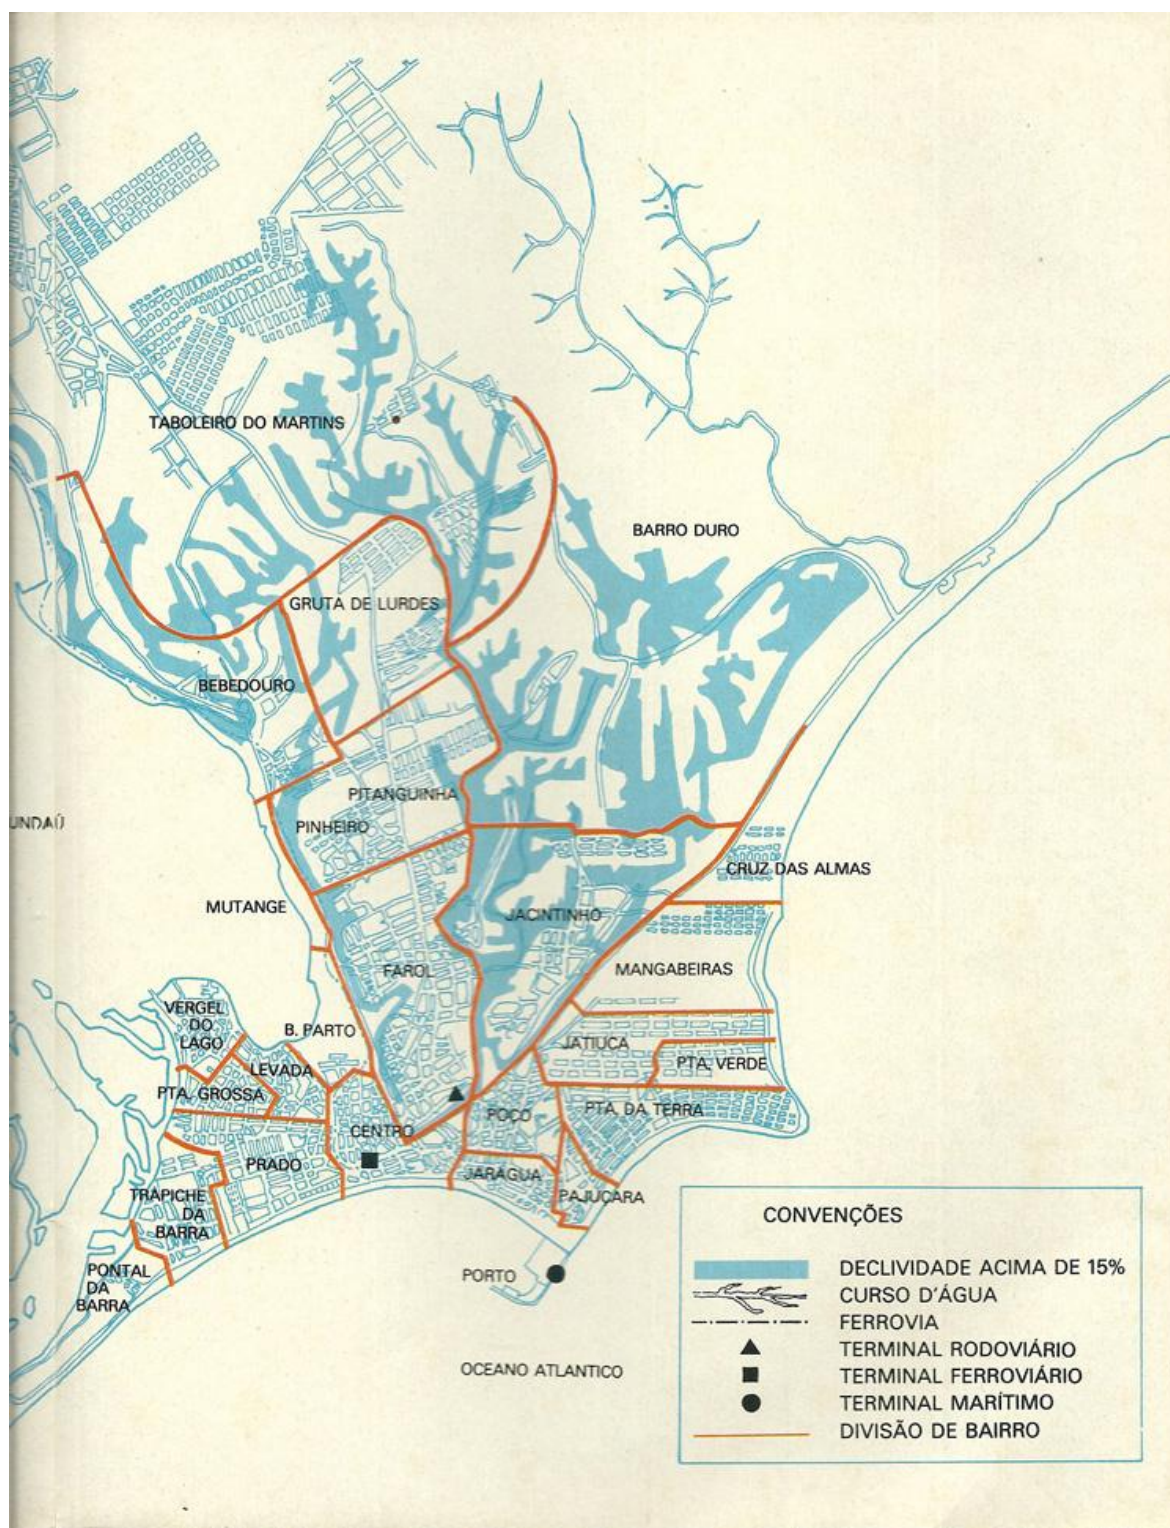 TABOLEIRO DO MARTINS
BARRO DURO
GRUTA DE LURDES
BEBEDOURO
PITANGUINHA
PINHEIRO
UNDAÚ
CRUZ DAS ALMAS
MUTANGE
JACINTINHO
FAROL
MANGABEIRAS
VERGEL
DO
LAGO
B. PARTO
JATIUCA
LEVADA
PTA. VERDE
PTA. GROSSA
POÇO
PTA. DA TERRA
CENTRO
PRADO
JARAGUA
PAJUÇARA
TRAPICHE
DA
BARRA
PONTAL
DA
BARRA
PORTO
OCEANO ATLANTICO
CONVENÇÕES
DECLIVIDADE ACIMA DE 15%
CURSO D'ÁGUA
FERROVIA
TERMINAL RODOVIÁRIO
TERMINAL FERROVIÁRIO
TERMINAL MARÍTIMO
DIVISÃO DE BAIRRO